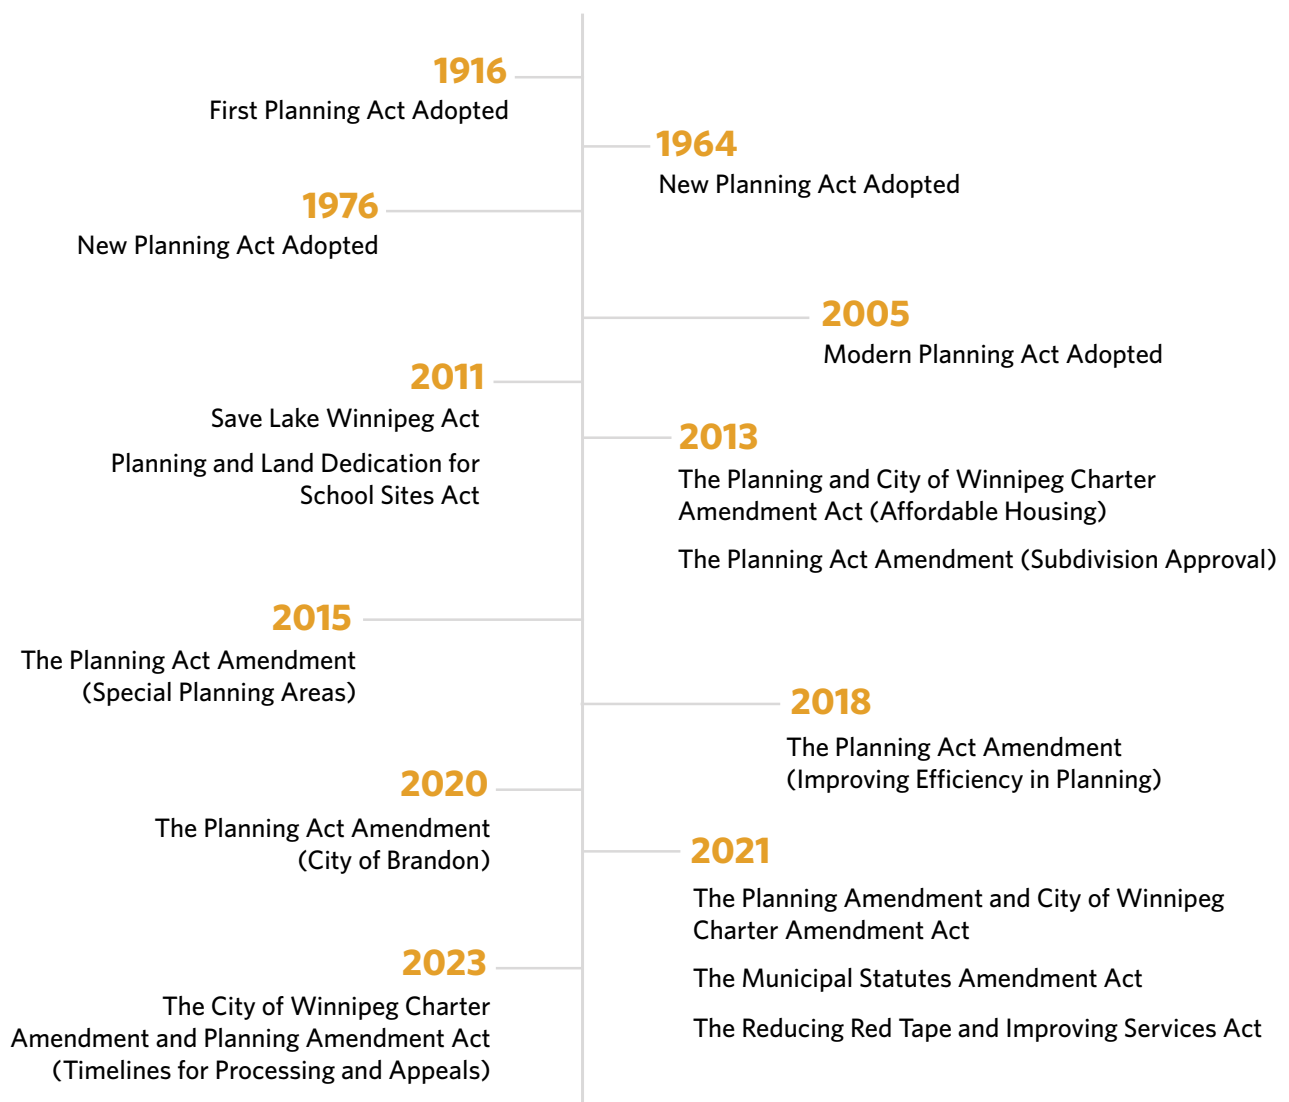 1916
First Planning Act Adopted
1964
New Planning Act Adopted
1976
New Planning Act Adopted
2005
Modern Planning Act Adopted
2011
Save Lake Winnipeg Act
Planning and Land Dedication for
School Sites Act
2013
The Planning and City of Winnipeg Charter
Amendment Act (Affordable Housing)
The Planning Act Amendment (Subdivision Approval)
2015
The Planning Act Amendment
(Special Planning Areas)
2018
The Planning Act Amendment
(Improving Efficiency in Planning)
2020
The Planning Act Amendment
(City of Brandon)
2021
The Planning Amendment and City of Winnipeg
Charter Amendment Act
The Municipal Statutes Amendment Act
The Reducing Red Tape and Improving Services Act
2023
The City of Winnipeg Charter
Amendment and Planning Amendment Act
(Timelines for Processing and Appeals)